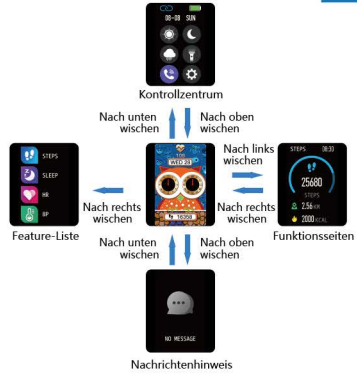 08-08 SUN
Kontrollzentrum
Nach unten
wischen
Nach oben
wischen
STEPS
SLEEP
HR
BP
Feature-Liste
Nach rechts
wischen
WED 28
16358
Nach links
wischen
Nach rechts
wischen
STEPS 08:30
25680
STEPS
2.56 KM
2000 KCAL
Funktionsseiten
Nach unten
wischen
Nach oben
wischen
NO MESSAGE
Nachrichtenhinweis